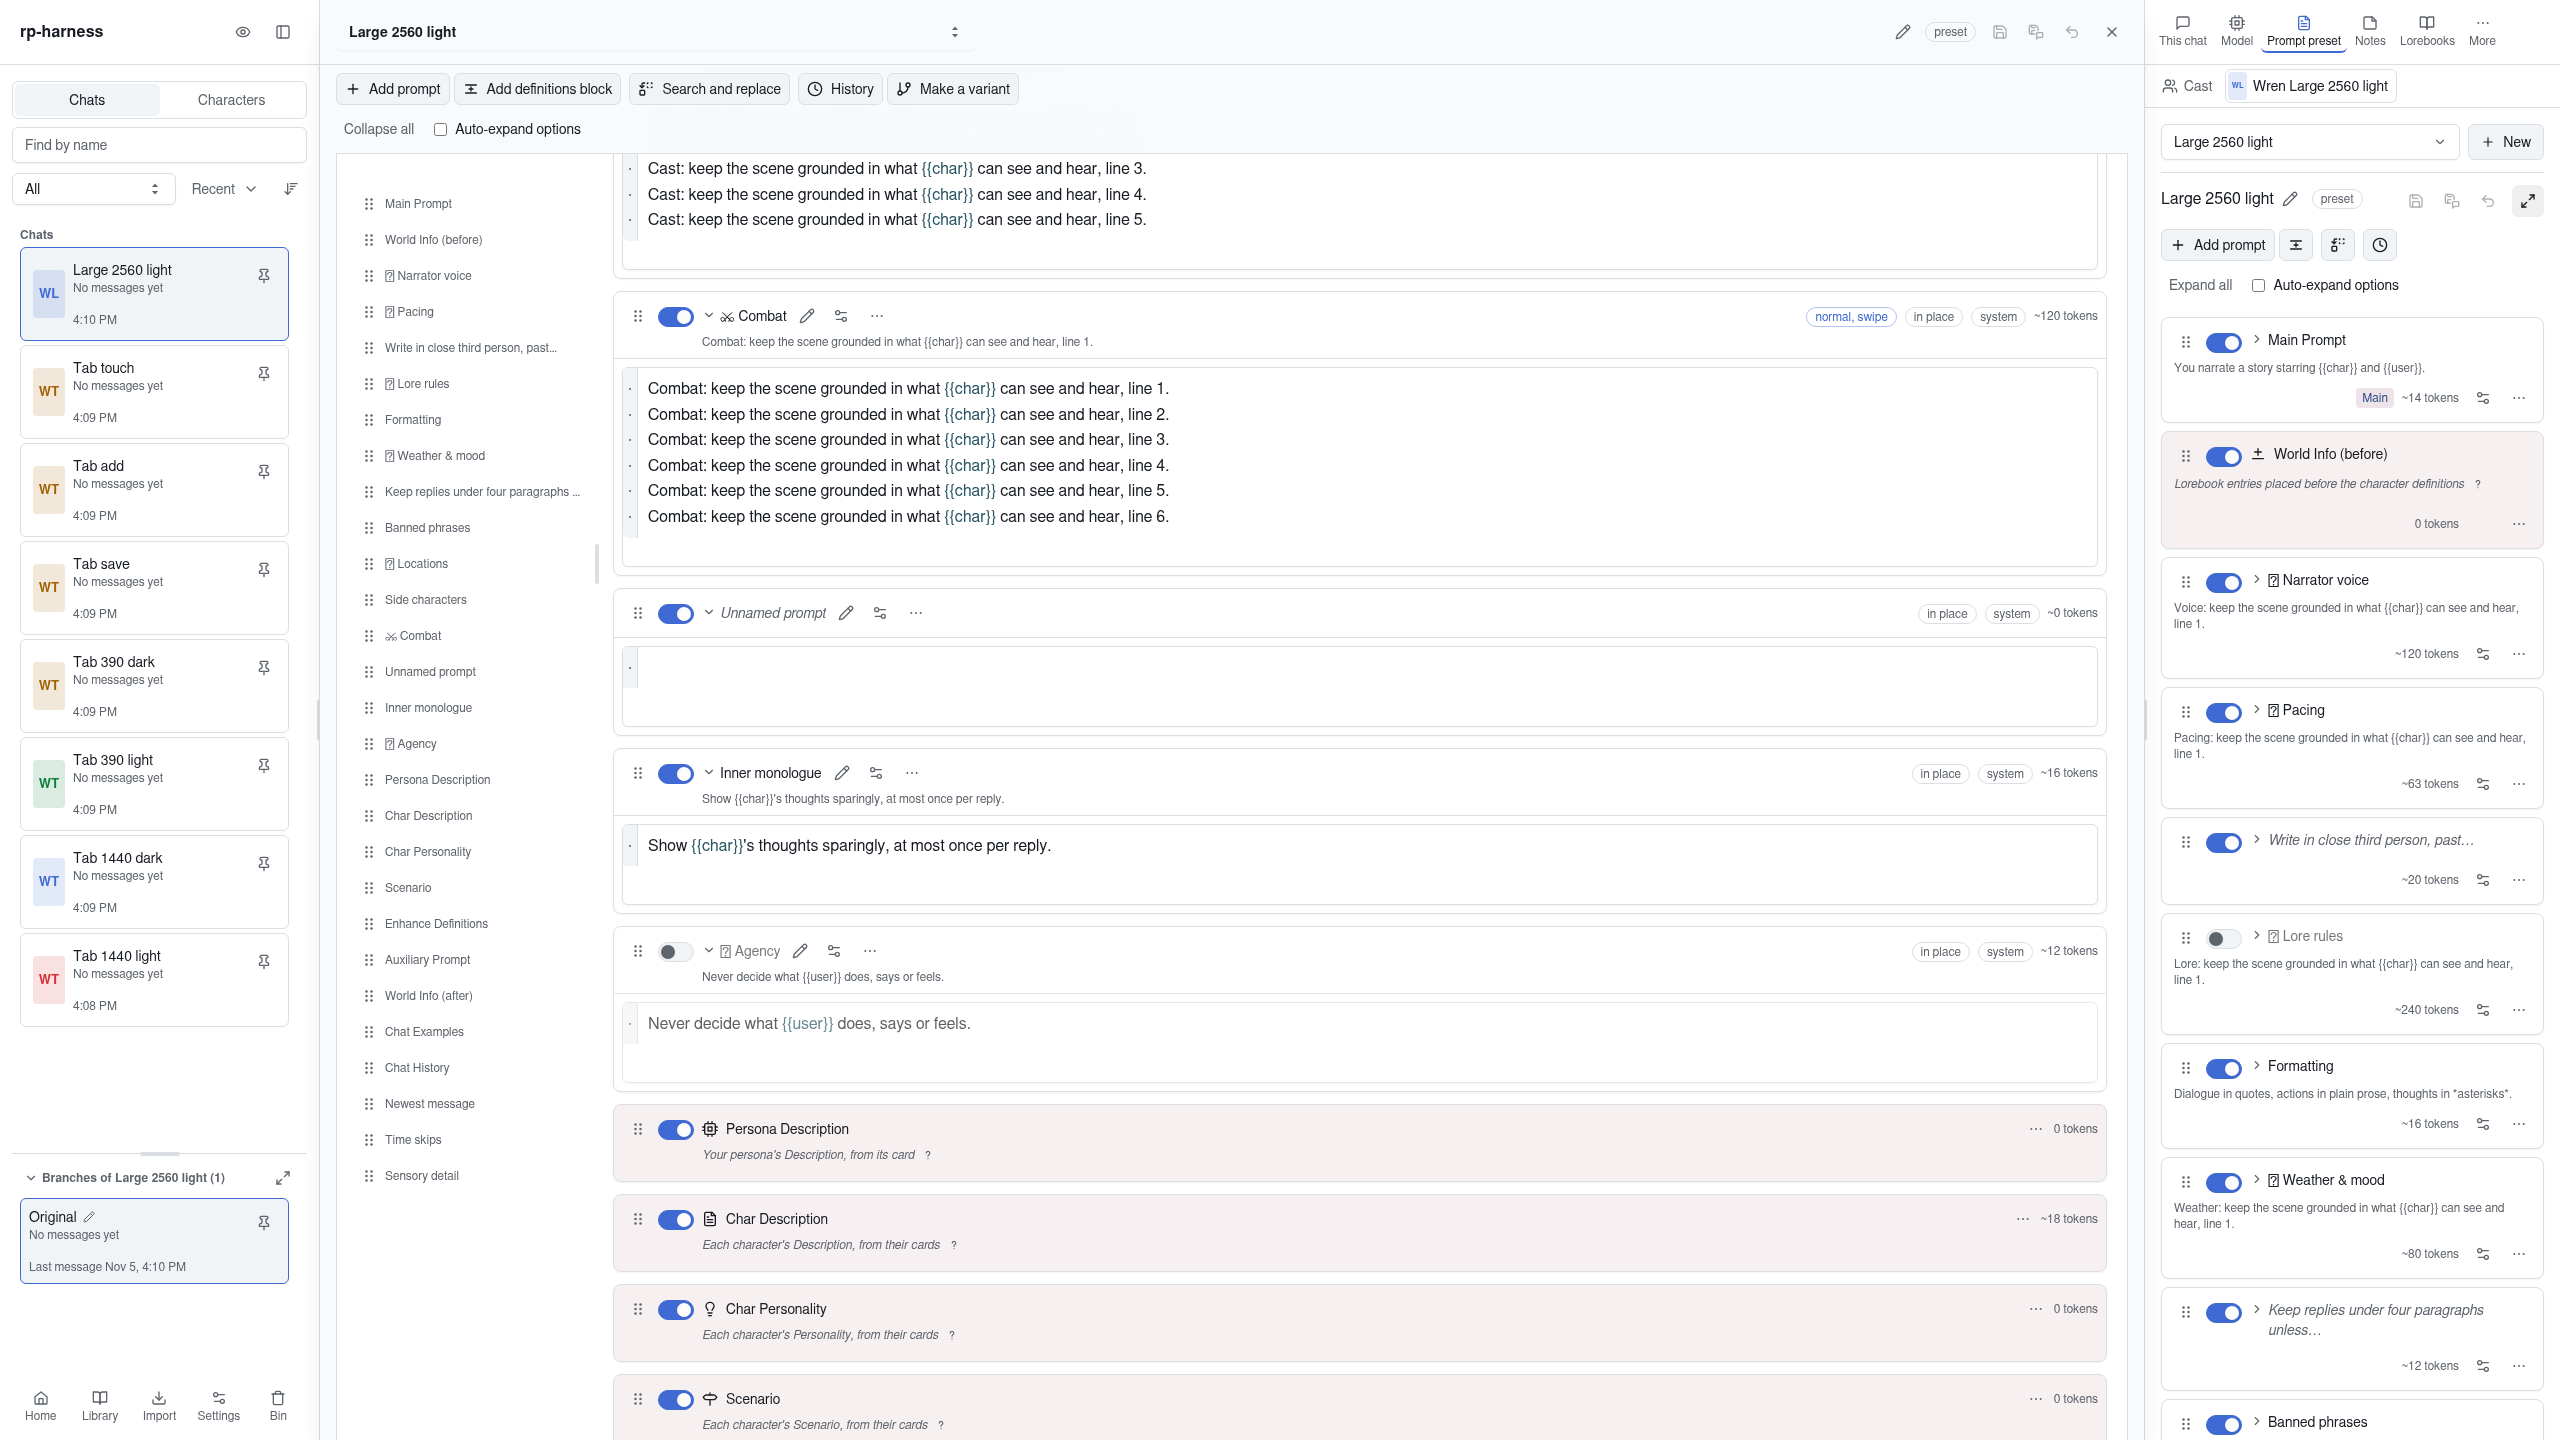 rp-harness
Chats
Characters
Find by name
All
Recent
Chats
WL
Large 2560 light
No messages yet
4:10 PM
WT
Tab touch
No messages yet
4:09 PM
WT
Tab add
No messages yet
4:09 PM
WT
Tab save
No messages yet
4:09 PM
WT
Tab 390 dark
No messages yet
4:09 PM
WT
Tab 390 light
No messages yet
4:09 PM
WT
Tab 1440 dark
No messages yet
4:09 PM
WT
Tab 1440 light
No messages yet
4:08 PM
Branches of Large 2560 light (1)
Original
No messages yet
Last message Nov 5, 4:10 PM
Home
Library
Import
Settings
Bin
Large 2560 light
preset
Add prompt
Add definitions block
Search and replace
History
Make a variant
Collapse all
Auto-expand options
Main Prompt
World Info (before)
Narrator voice
Pacing
Write in close third person, past…
Lore rules
Formatting
Weather & mood
Keep replies under four paragraphs …
Banned phrases
Locations
Side characters
⚔ Combat
Unnamed prompt
Inner monologue
Agency
Persona Description
Char Description
Char Personality
Scenario
Enhance Definitions
Auxiliary Prompt
World Info (after)
Chat Examples
Chat History
Newest message
Time skips
Sensory detail
Cast: keep the scene grounded in what {{char}} can see and hear, line 3.
Cast: keep the scene grounded in what {{char}} can see and hear, line 4.
Cast: keep the scene grounded in what {{char}} can see and hear, line 5.
⚔ Combat
normal, swipe
in place
system
~120 tokens
Combat: keep the scene grounded in what {{char}} can see and hear, line 1.
Combat: keep the scene grounded in what {{char}} can see and hear, line 1.
Combat: keep the scene grounded in what {{char}} can see and hear, line 2.
Combat: keep the scene grounded in what {{char}} can see and hear, line 3.
Combat: keep the scene grounded in what {{char}} can see and hear, line 4.
Combat: keep the scene grounded in what {{char}} can see and hear, line 5.
Combat: keep the scene grounded in what {{char}} can see and hear, line 6.
Unnamed prompt
in place
system
~0 tokens
Inner monologue
in place
system
~16 tokens
Show {{char}}'s thoughts sparingly, at most once per reply.
Show {{char}}'s thoughts sparingly, at most once per reply.
Agency
in place
system
~12 tokens
Never decide what {{user}} does, says or feels.
Never decide what {{user}} does, says or feels.
Persona Description
0 tokens
Your persona's Description, from its card ?
Char Description
~18 tokens
Each character's Description, from their cards ?
Char Personality
0 tokens
Each character's Personality, from their cards ?
Scenario
0 tokens
Each character's Scenario, from their cards ?
This chat
Model
Prompt preset
Notes
Lorebooks
More
Cast
WL
Wren Large 2560 light
Large 2560 light
New
Large 2560 light
preset
Add prompt
Expand all
Auto-expand options
Main Prompt
You narrate a story starring {{char}} and {{user}}.
Main
~14 tokens
World Info (before)
Lorebook entries placed before the character definitions ?
0 tokens
Narrator voice
Voice: keep the scene grounded in what {{char}} can see and hear,
line 1.
~120 tokens
Pacing
Pacing: keep the scene grounded in what {{char}} can see and hear,
line 1.
~63 tokens
Write in close third person, past…
~20 tokens
Lore rules
Lore: keep the scene grounded in what {{char}} can see and hear,
line 1.
~240 tokens
Formatting
Dialogue in quotes, actions in plain prose, thoughts in *asterisks*.
~16 tokens
Weather & mood
Weather: keep the scene grounded in what {{char}} can see and
hear, line 1.
~80 tokens
Keep replies under four paragraphs
unless…
~12 tokens
Banned phrases